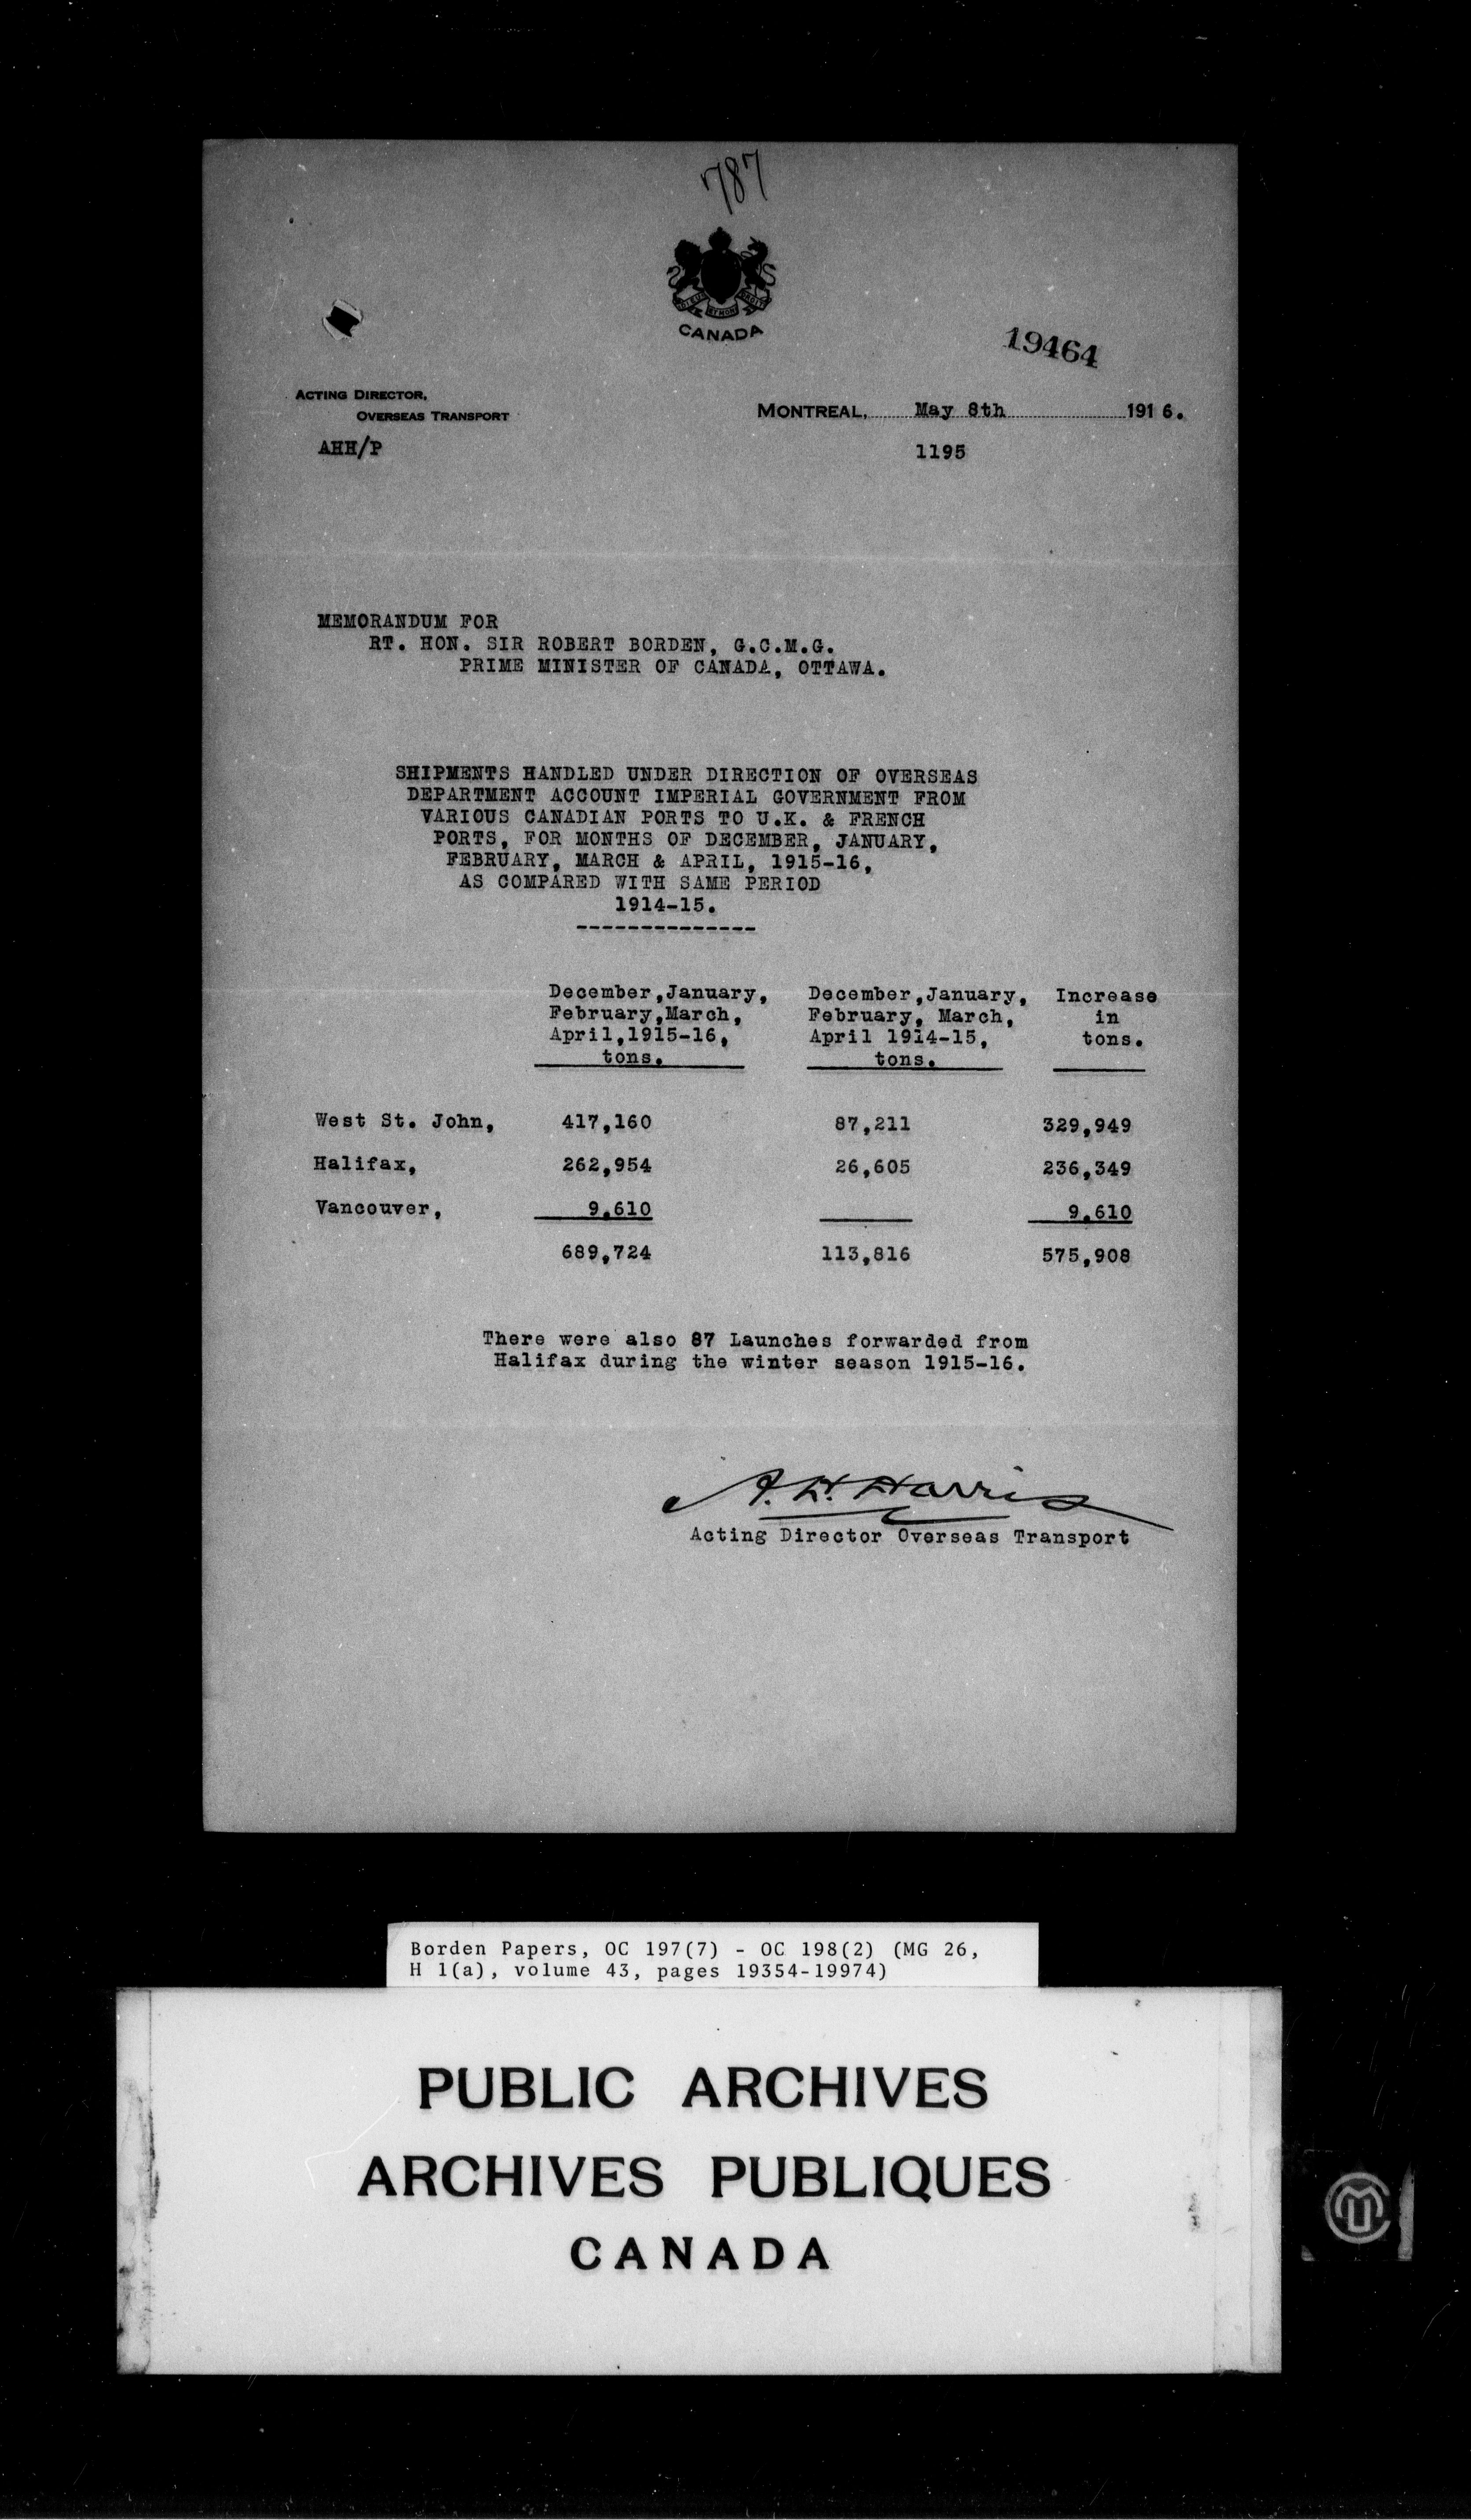 787
DIEU ET MON DROIT
CANADA
19464
ACTING DIRECTOR,
OVERSEAS TRANSPORT
MONTREAL, May 8th 1916.
AHH/P
1195
MEMORANDUM FOR
RT. HON. SIR ROBERT BORDEN, G.C.M.G.
PRIME MINISTER OF CANADA, OTTAWA.
SHIPMENTS HANDLED UNDER DIRECTION OF OVERSEAS
DEPARTMENT ACCOUNT IMPERIAL GOVERNMENT FROM
VARIOUS CANADIAN PORTS TO U.K. & FRENCH
PORTS, FOR MONTHS OF DECEMBER, JANUARY,
FEBRUARY, MARCH & APRIL, 1915-16,
AS COMPARED WITH SAME PERIOD
1914-15.
--------------
December,January, December,January, Increase
February,March, February, March, in
April,1915-16, April 1914-15, tons.
tons. tons.
West St. John, 417,160 87,211 329,949
Halifax, 262,954 26,605 236,349
Vancouver, 9,610 9,610
689,724 113,816 575,908
There were also 87 Launches forwarded from
Halifax during the winter season 1915-16.
A. H. Harris
Acting Director Overseas Transport
Borden Papers, OC 197(7) - OC 198(2) (MG 26,
H 1(a), volume 43, pages 19354-19974)
PUBLIC ARCHIVES
ARCHIVES PUBLIQUES
CANADA